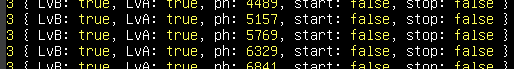 3 { LvB: true, LvA: true, ph: 4489, start: false, stop: false }
3 { LvB: true, LvA: true, ph: 5157, start: false, stop: false }
3 { LvB: true, LvA: true, ph: 5769, start: false, stop: false }
3 { LvB: true, LvA: true, ph: 6329, start: false, stop: false }
3 { LvB: true, LvA: true, ph: 6841, start: false, stop: false }